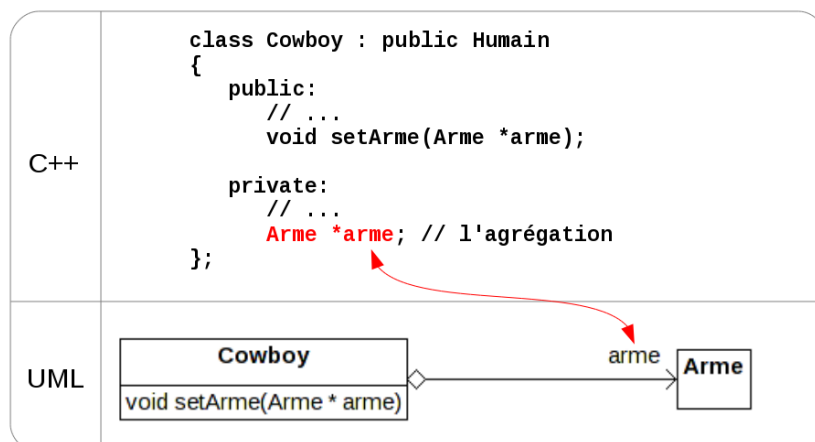 class Cowboy : public Humain
{
public:
// ...
void setArme(Arme *arme);
C++
private:
// ...
Arme *arme; // l'agrégation
};
UML
Cowboy
void setArme(Arme * arme)
arme
Arme